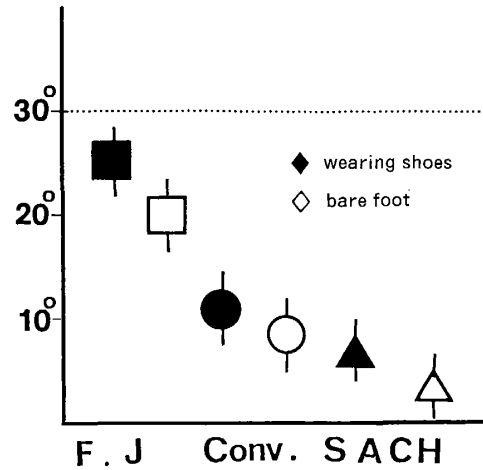 30°
wearing shoes
bare foot
20°
10°
F. J Conv. SACH